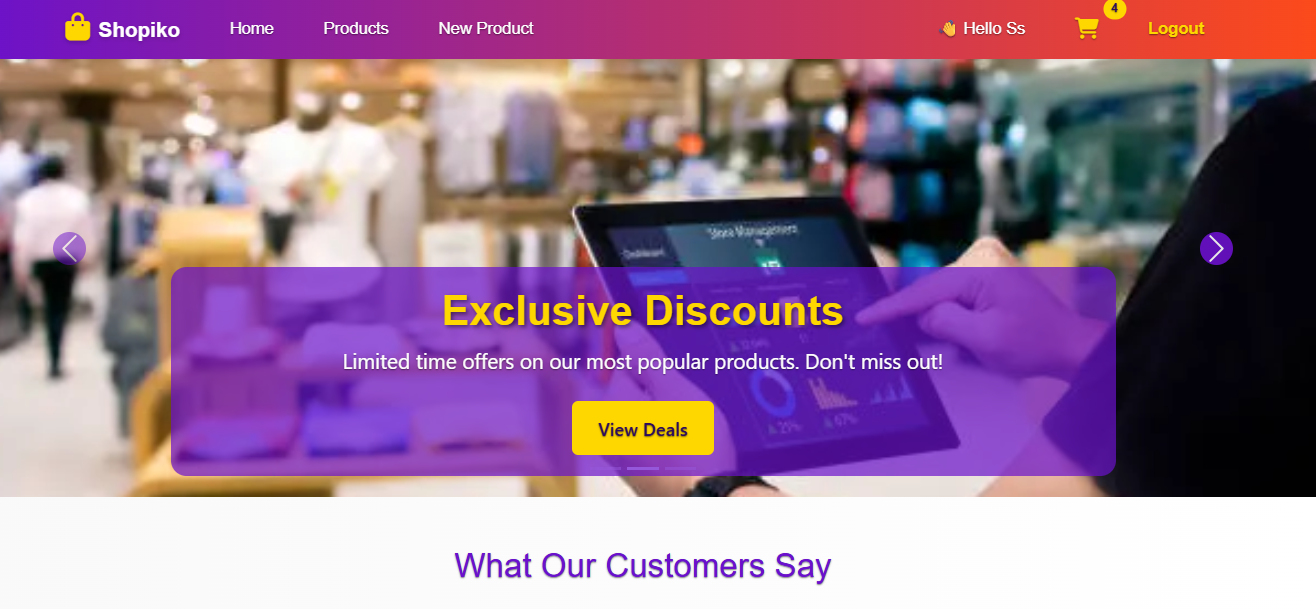 Shopiko
Home
Products
New Product
👋 Hello Ss
4
Logout
Store Management
Dashboard
Exclusive Discounts
Limited time offers on our most popular products. Don't miss out!
View Deals
What Our Customers Say